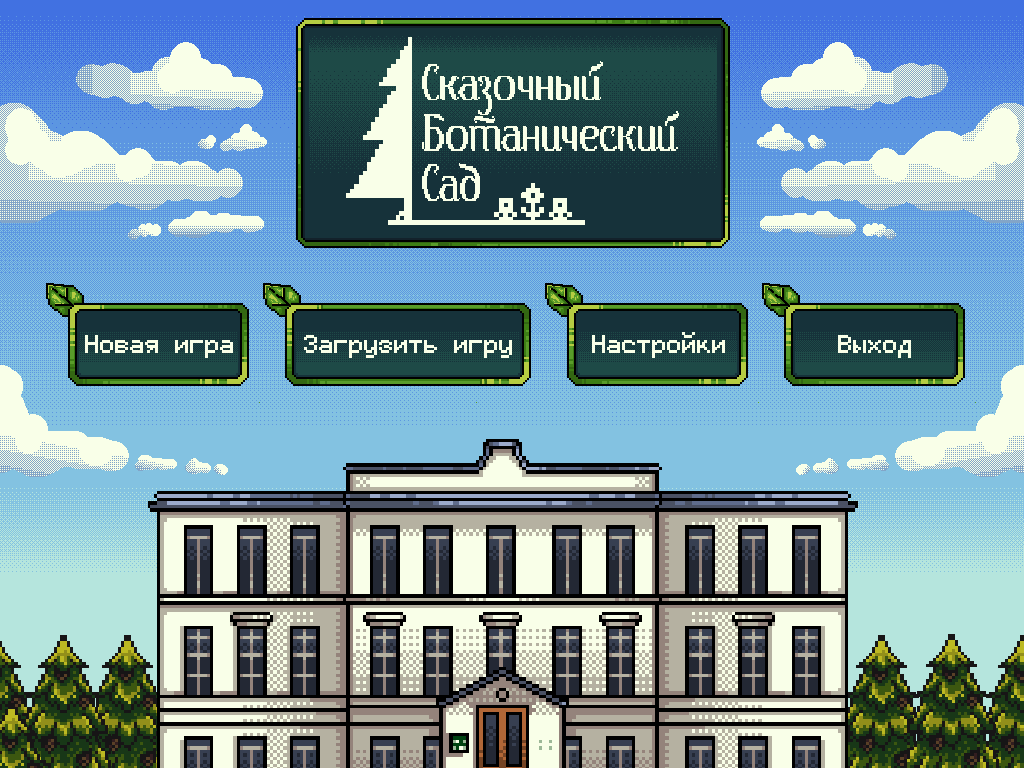 Сказочный
Ботанический
Сад
Новая игра
Загрузить игру
Настройки
Выход